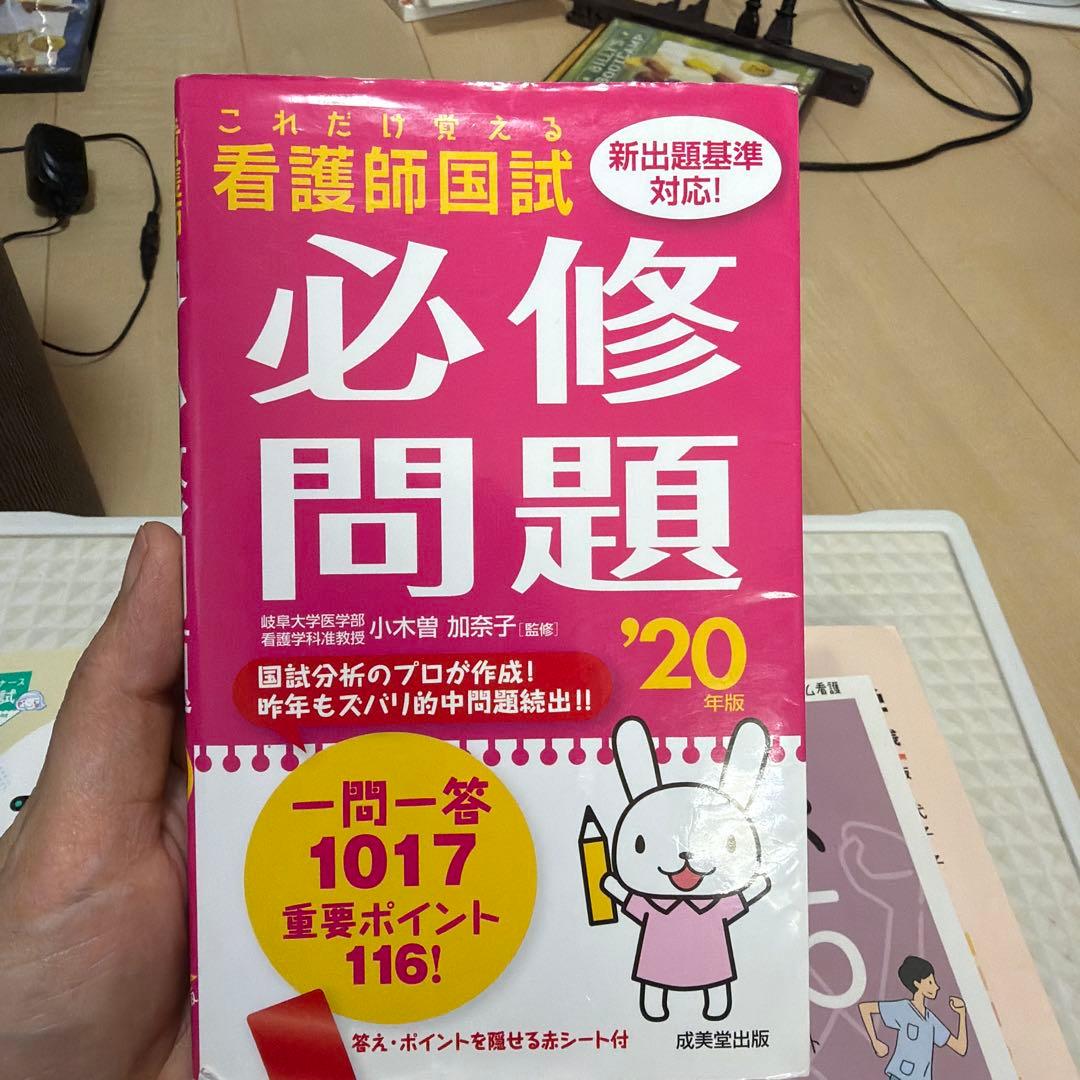 BILLY'S
BOOTCAMP
これだけ覚える
看護師国試
新出題基準
対応!
必修
問題
岐阜大学医学部
看護学科准教授 小木曽 加奈子[監修]
'20
年版
国試分析のプロが作成!
昨年もズバリ的中問題続出!!
一問一答
1017
重要ポイント
116!
答え・ポイントを隠せる赤シート付
成美堂出版
ム看護